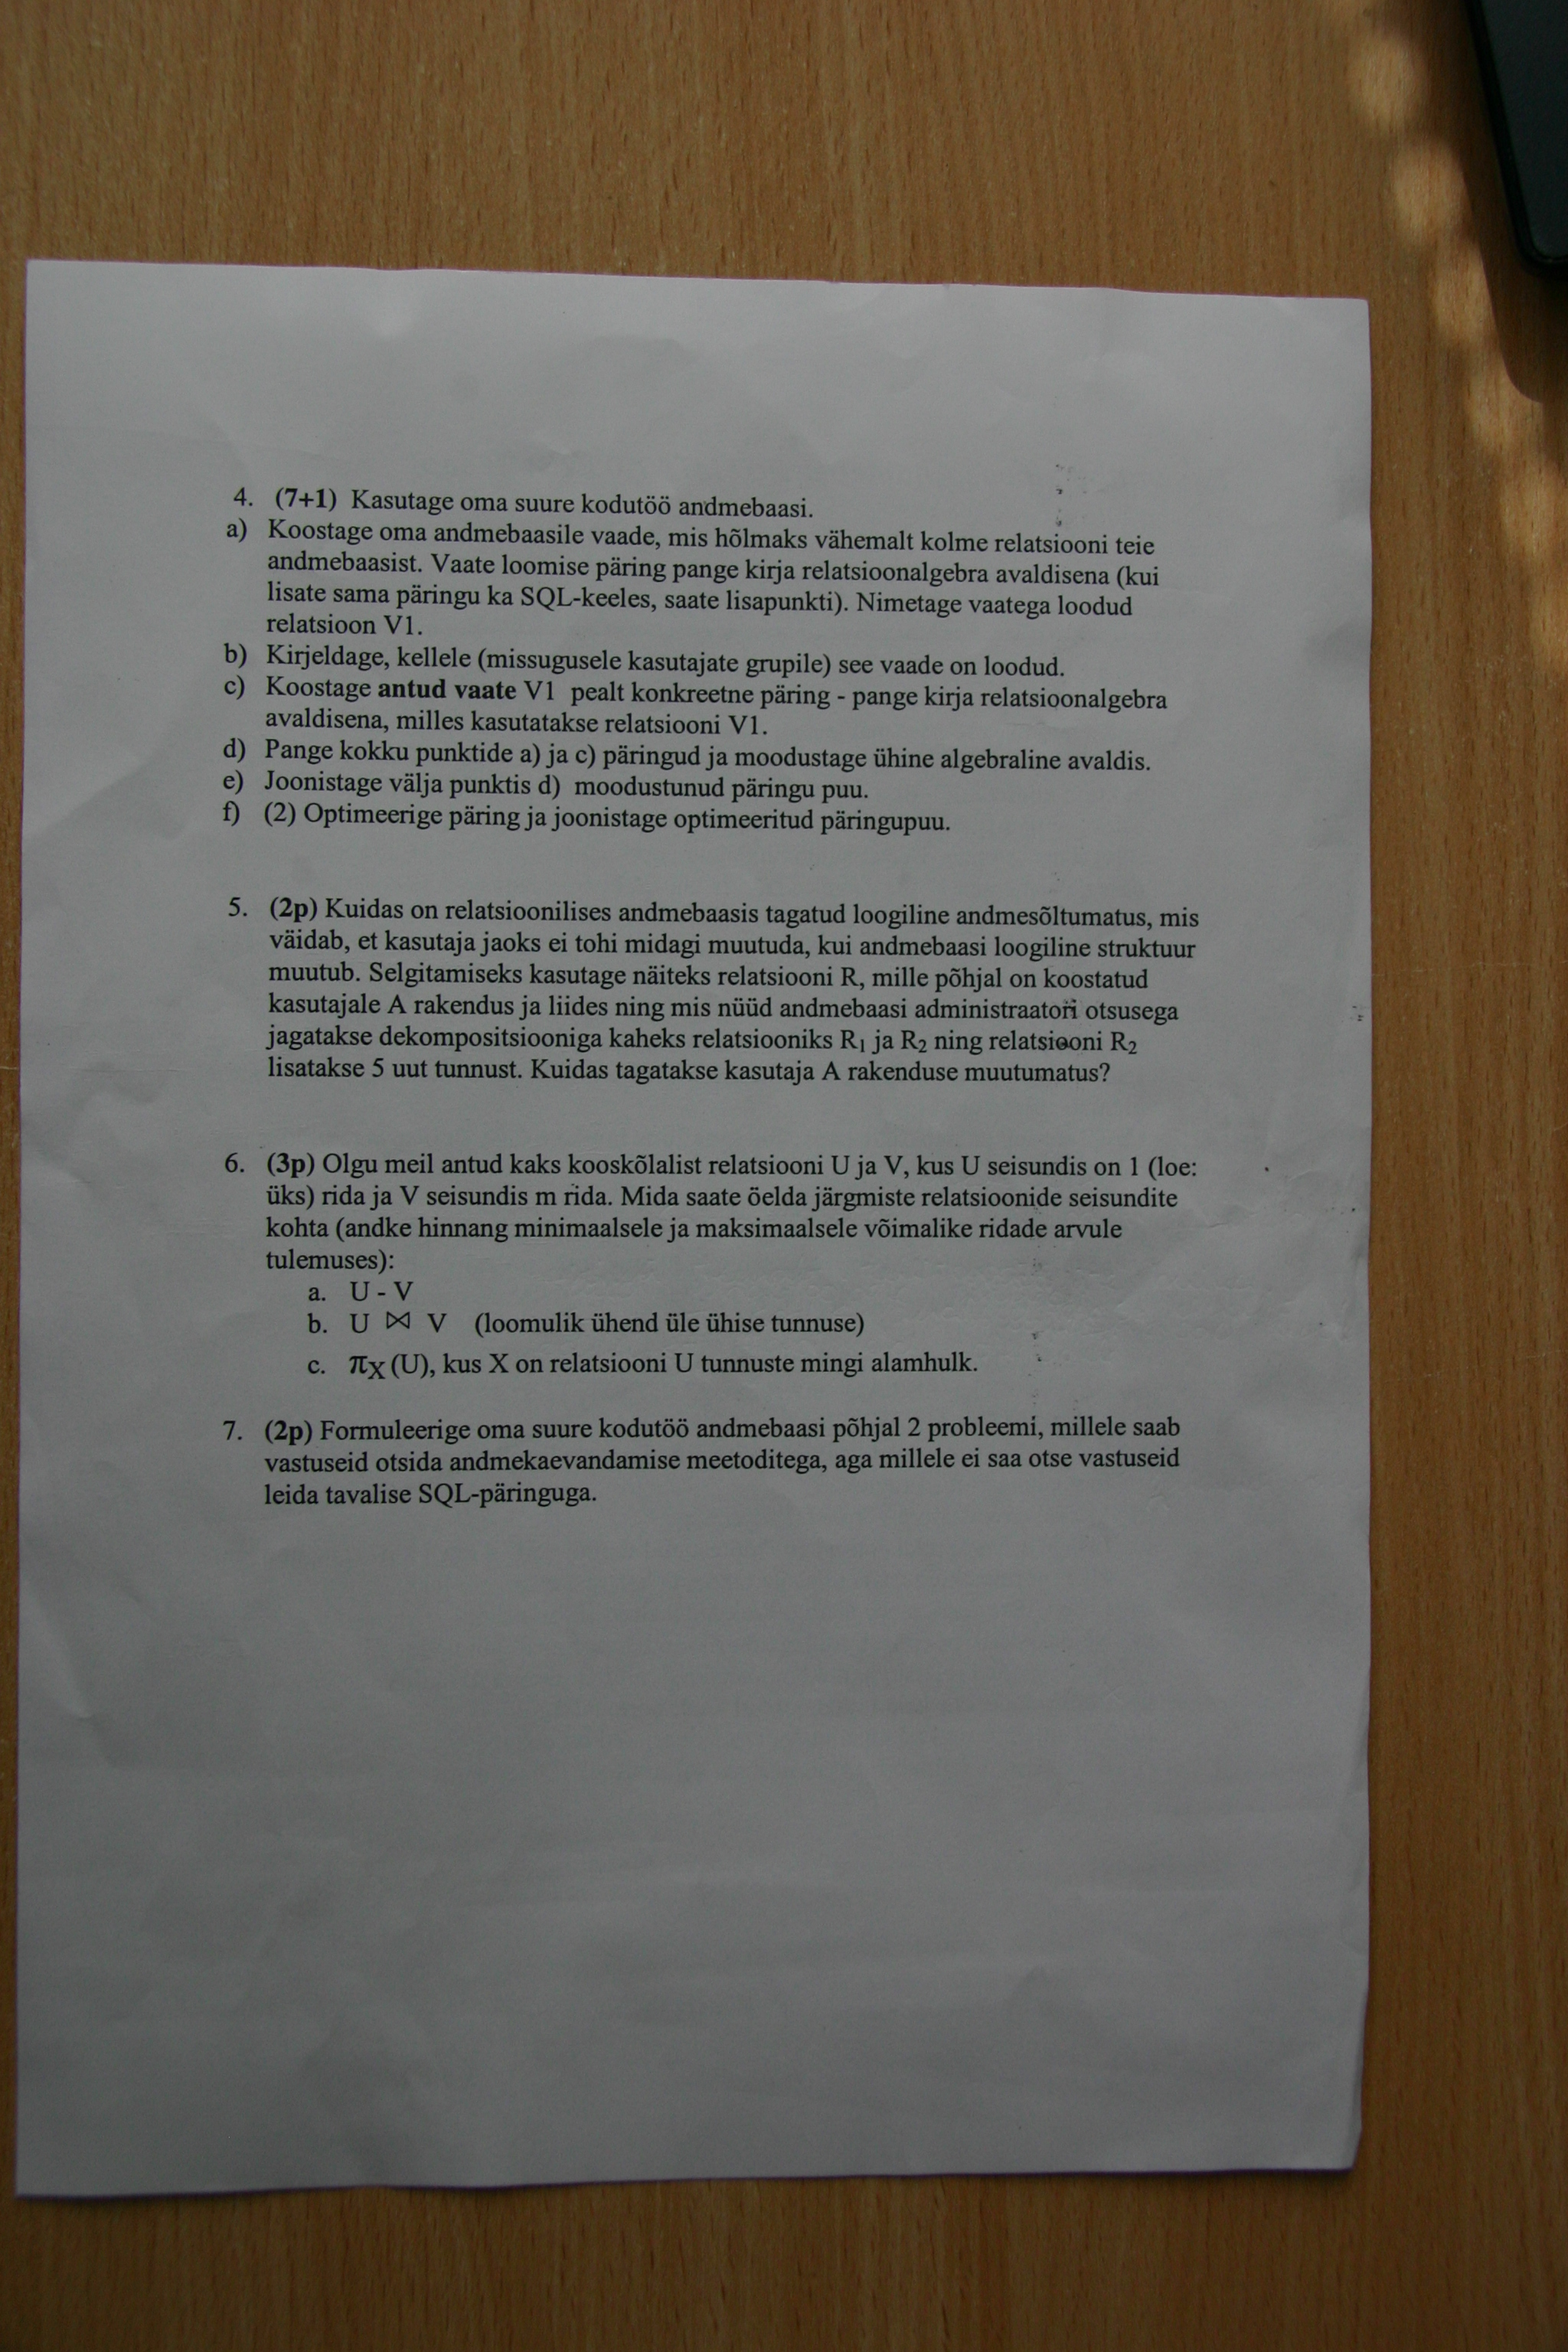 4. (7+1) Kasutage oma suure kodutöö andmebaasi.
a) Koostage oma andmebaasile vaade, mis hõlmaks vähemalt kolme relatsiooni teie
andmebaasist. Vaate loomise päring pange kirja relatsioonalgebra avaldisena (kui
lisate sama päringu ka SQL-keeles, saate lisapunkti). Nimetage vaatega loodud
relatsioon V1.
b) Kirjeldage, kellele (missugusele kasutajate grupile) see vaade on loodud.
c) Koostage antud vaate V1 pealt konkreetne päring - pange kirja relatsioonalgebra
avaldisena, milles kasutatakse relatsiooni V1.
d) Pange kokku punktide a) ja c) päringud ja moodustage ühine algebraline avaldis.
e) Joonistage välja punktis d) moodustunud päringu puu.
f) (2) Optimeerige päring ja joonistage optimeeritud päringupuu.
5. (2p) Kuidas on relatsioonilises andmebaasis tagatud loogiline andmesõltumatus, mis
väidab, et kasutaja jaoks ei tohi midagi muutuda, kui andmebaasi loogiline struktuur
muutub. Selgitamiseks kasutage näiteks relatsiooni R, mille põhjal on koostatud
kasutajale A rakendus ja liides ning mis nüüd andmebaasi administraatori otsusega
jagatakse dekompositsiooniga kaheks relatsiooniks R₁ ja R₂ ning relatsiooni R₂
lisatakse 5 uut tunnust. Kuidas tagatakse kasutaja A rakenduse muutumatus?
6. (3p) Olgu meil antud kaks kooskõlalist relatsiooni U ja V, kus U seisundis on 1 (loe:
üks) rida ja V seisundis m rida. Mida saate öelda järgmiste relatsioonide seisundite
kohta (andke hinnang minimaalsele ja maksimaalsele võimalike ridade arvule
tulemuses):
a. U - V
b. U ⋈ V (loomulik ühend üle ühise tunnuse)
c. πX (U), kus X on relatsiooni U tunnuste mingi alamhulk.
7. (2p) Formuleerige oma suure kodutöö andmebaasi põhjal 2 probleemi, millele saab
vastuseid otsida andmekaevandamise meetoditega, aga millele ei saa otse vastuseid
leida tavalise SQL-päringuga.